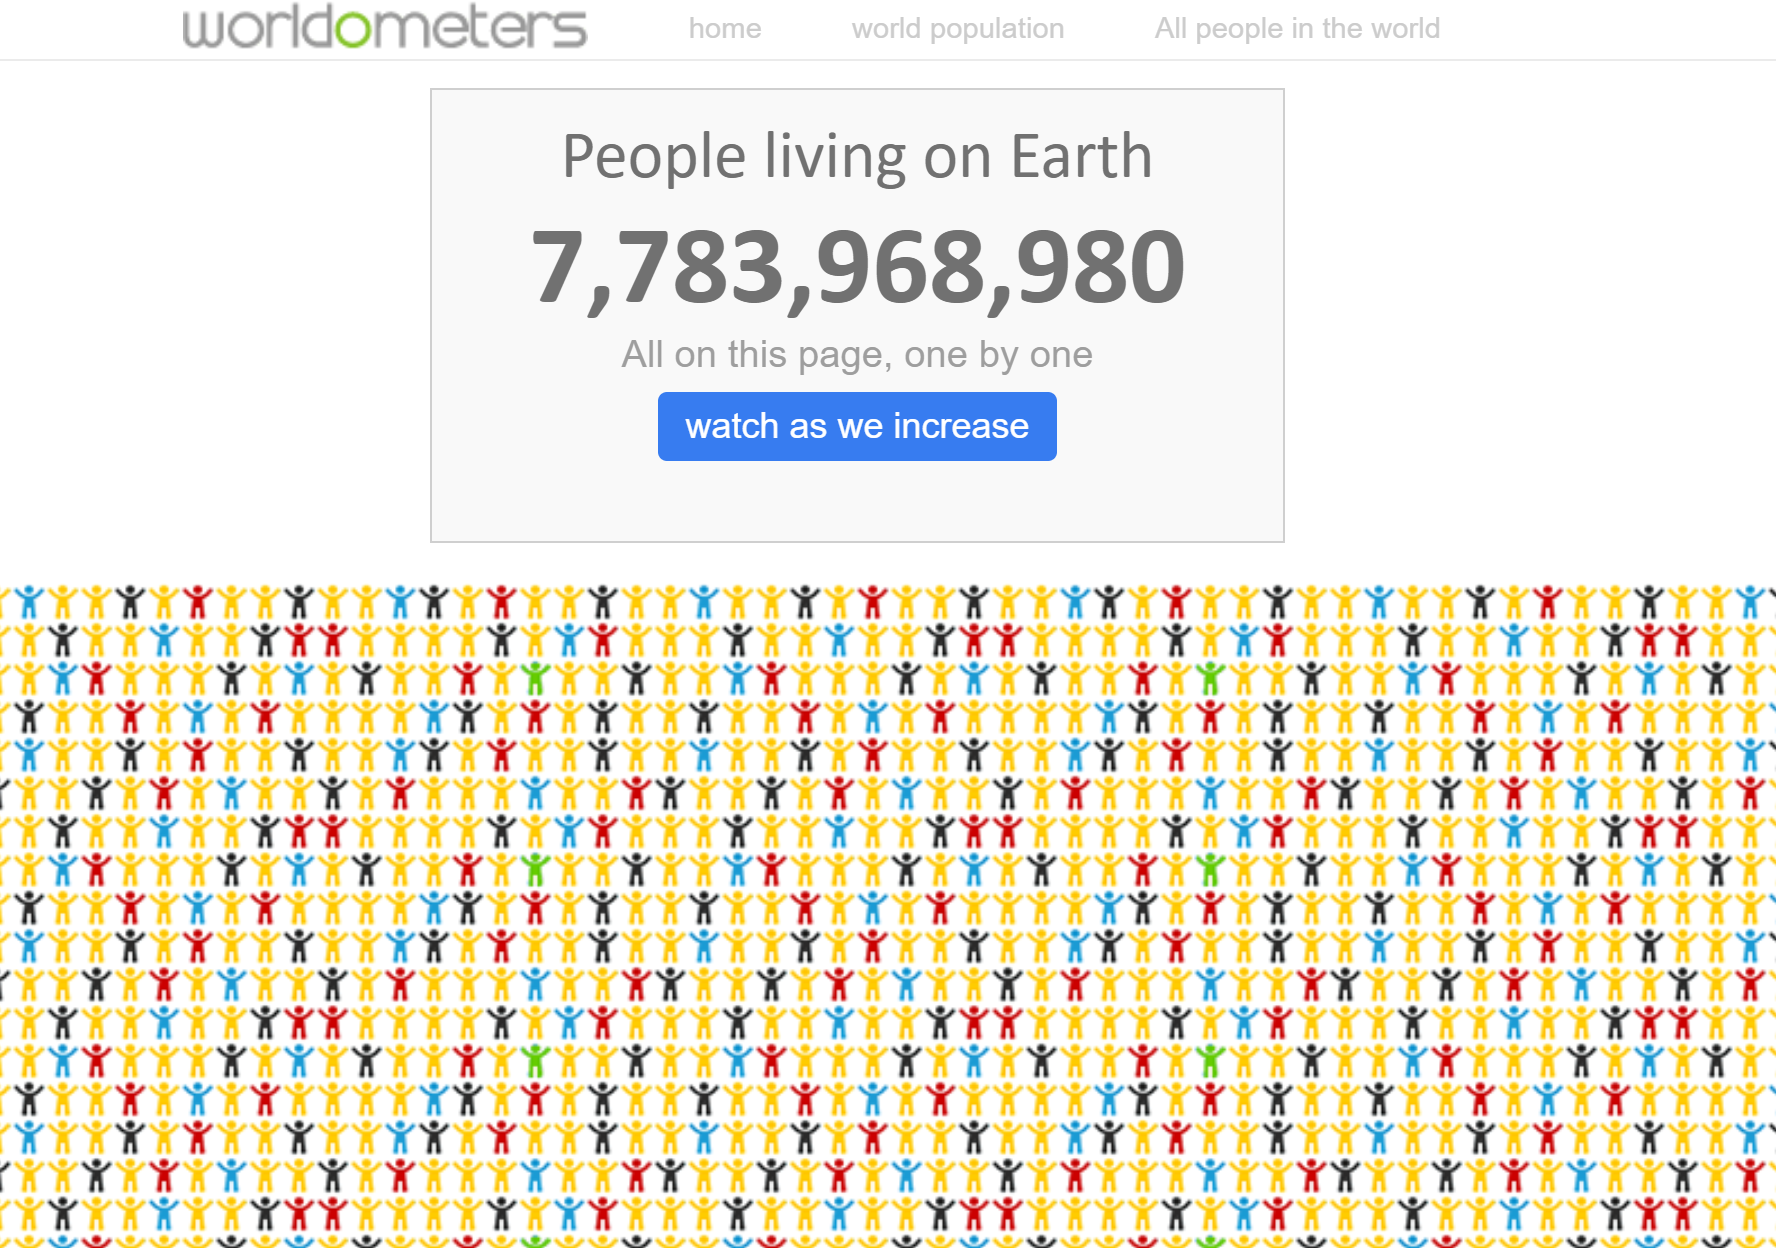 worldometers home world population All people in the world
People living on Earth
7,783,968,980
All on this page, one by one
watch as we increase